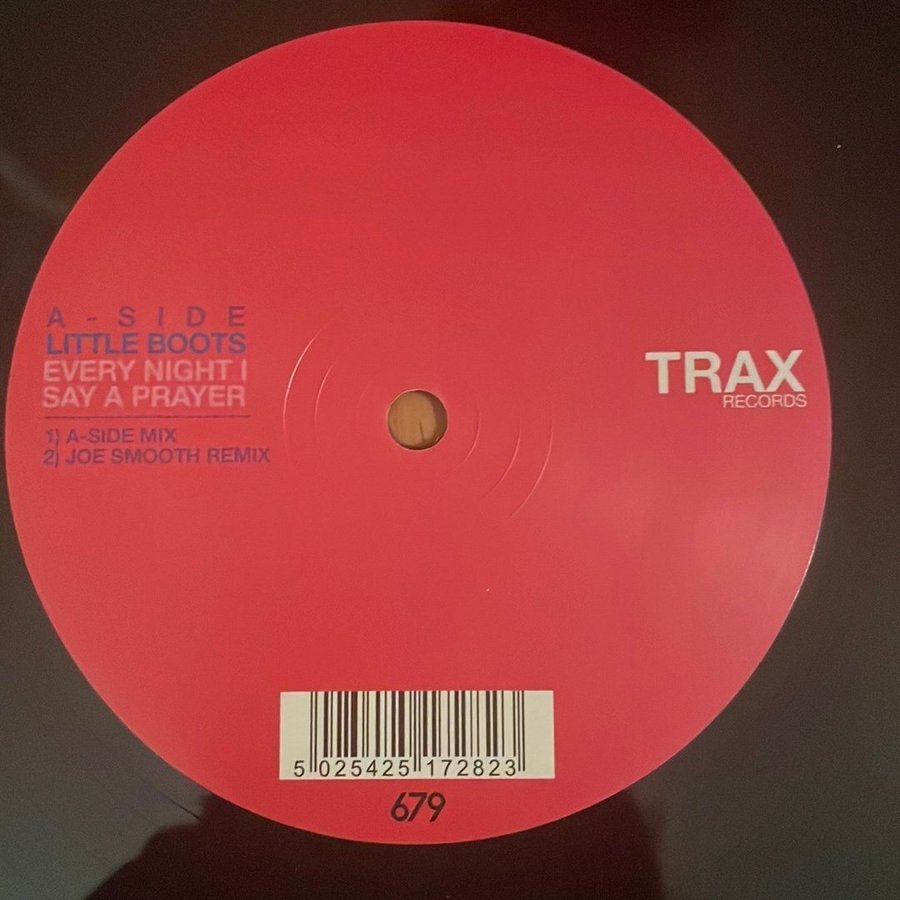 A-SIDE
LITTLE BOOTS
EVERY NIGHT I
SAY A PRAYER
1) A-SIDE MIX
2) JOE SMOOTH REMIX
TRAX
RECORDS
5 025425 172823
679